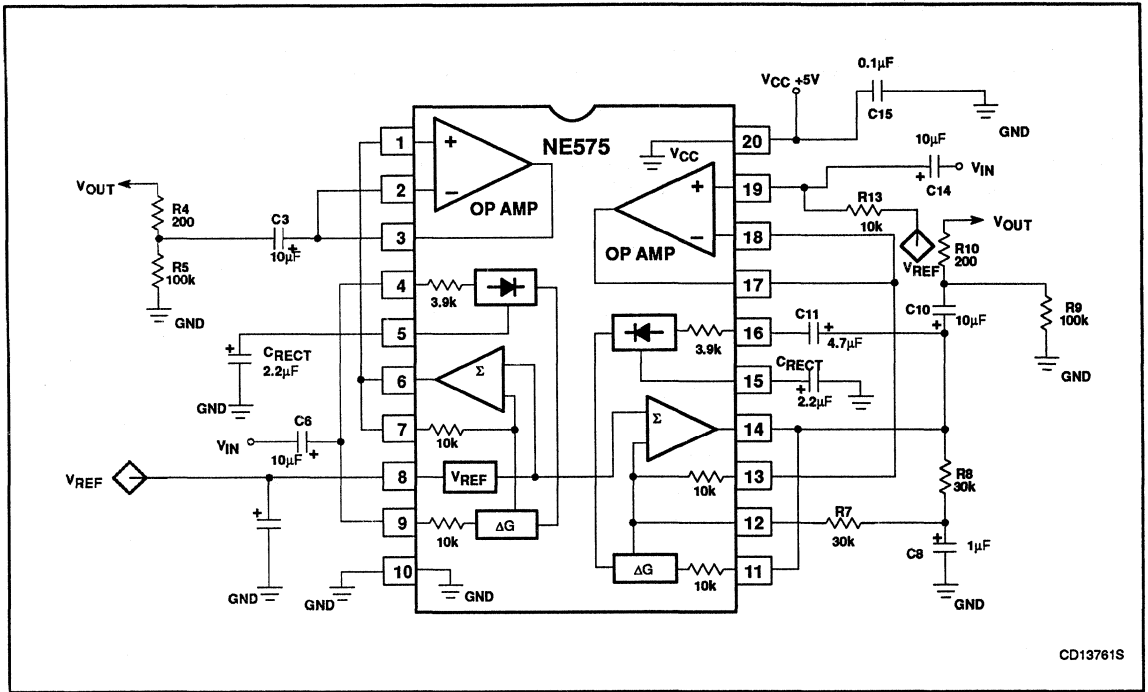 NE575
VCC +5V
0.1µF
C15
GND
20
VCC
10µF
C14
VIN
19
R13
10k
VREF
18
R10
200
VOUT
OP AMP
+
−
17
C10
10µF
R9
100k
GND
16
3.9k
C11
4.7µF
15
CRECT
2.2µF
14
Σ
13
10k
R8
30k
12
R7
30k
C8
1µF
GND
11
10k
ΔG
1
+
−
OP AMP
2
3
VOUT
R4
200
R5
100k
GND
C3
10µF
4
3.9k
5
CRECT
2.2µF
GND
6
Σ
7
10k
VIN
C6
10µF
VREF
8
VREF
9
10k
ΔG
GND
10
GND
GND
CD13761S